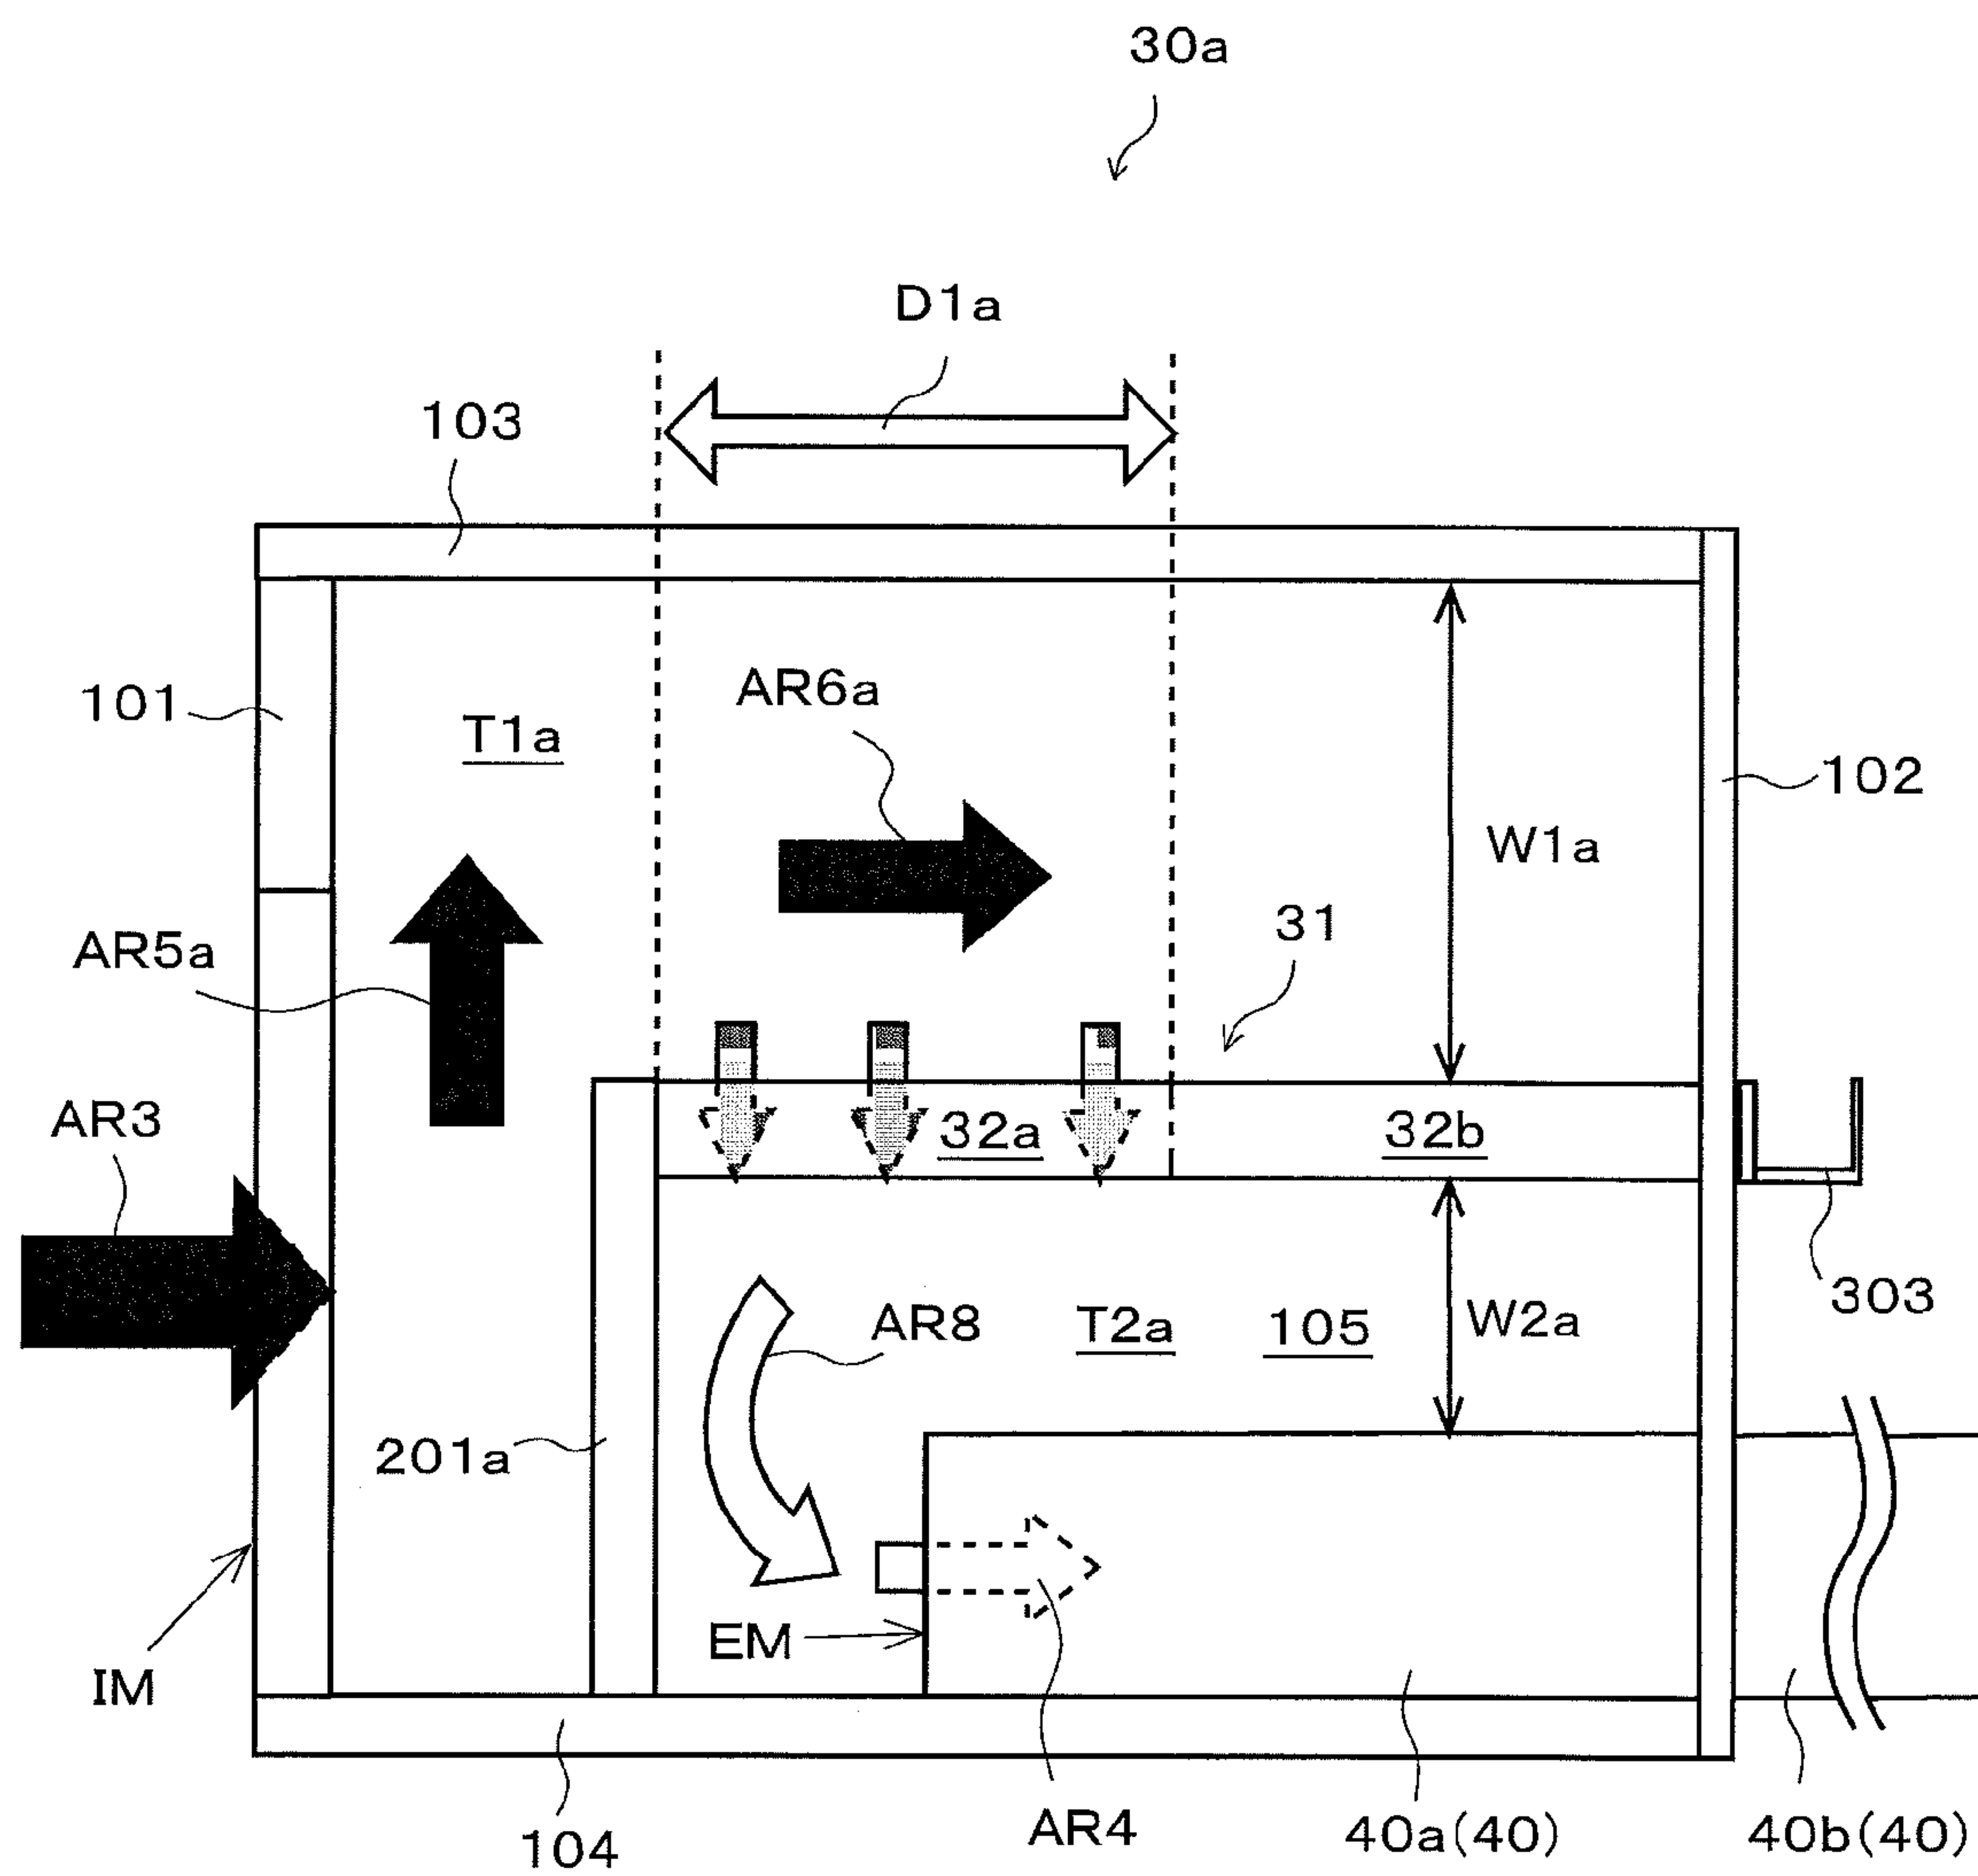 30a
D1a
103
AR6a
101
T1a
102
W1a
31
AR5a
AR3
32a
32b
303
AR8
T2a
105
W2a
201a
EM
IM
AR4
40a(40)
40b(40)
104